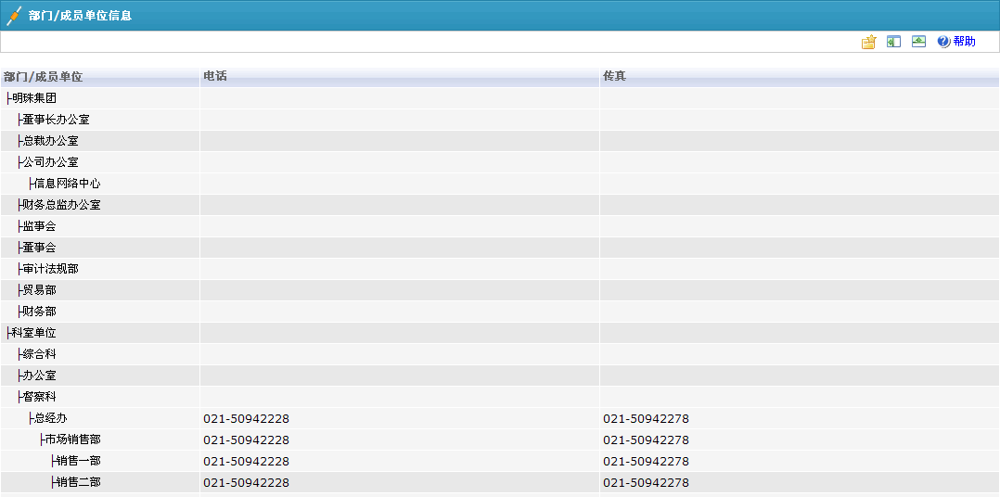 部门/成员单位信息
帮助
部门/成员单位 电话 传真
├明珠集团
├董事长办公室
├总裁办公室
├公司办公室
├信息网络中心
├财务总监办公室
├监事会
├董事会
├审计法规部
├贸易部
├财务部
├科室单位
├综合科
├办公室
├督察科
├总经办 021-50942228 021-50942278
├市场销售部 021-50942228 021-50942278
├销售一部 021-50942228 021-50942278
├销售二部 021-50942228 021-50942278